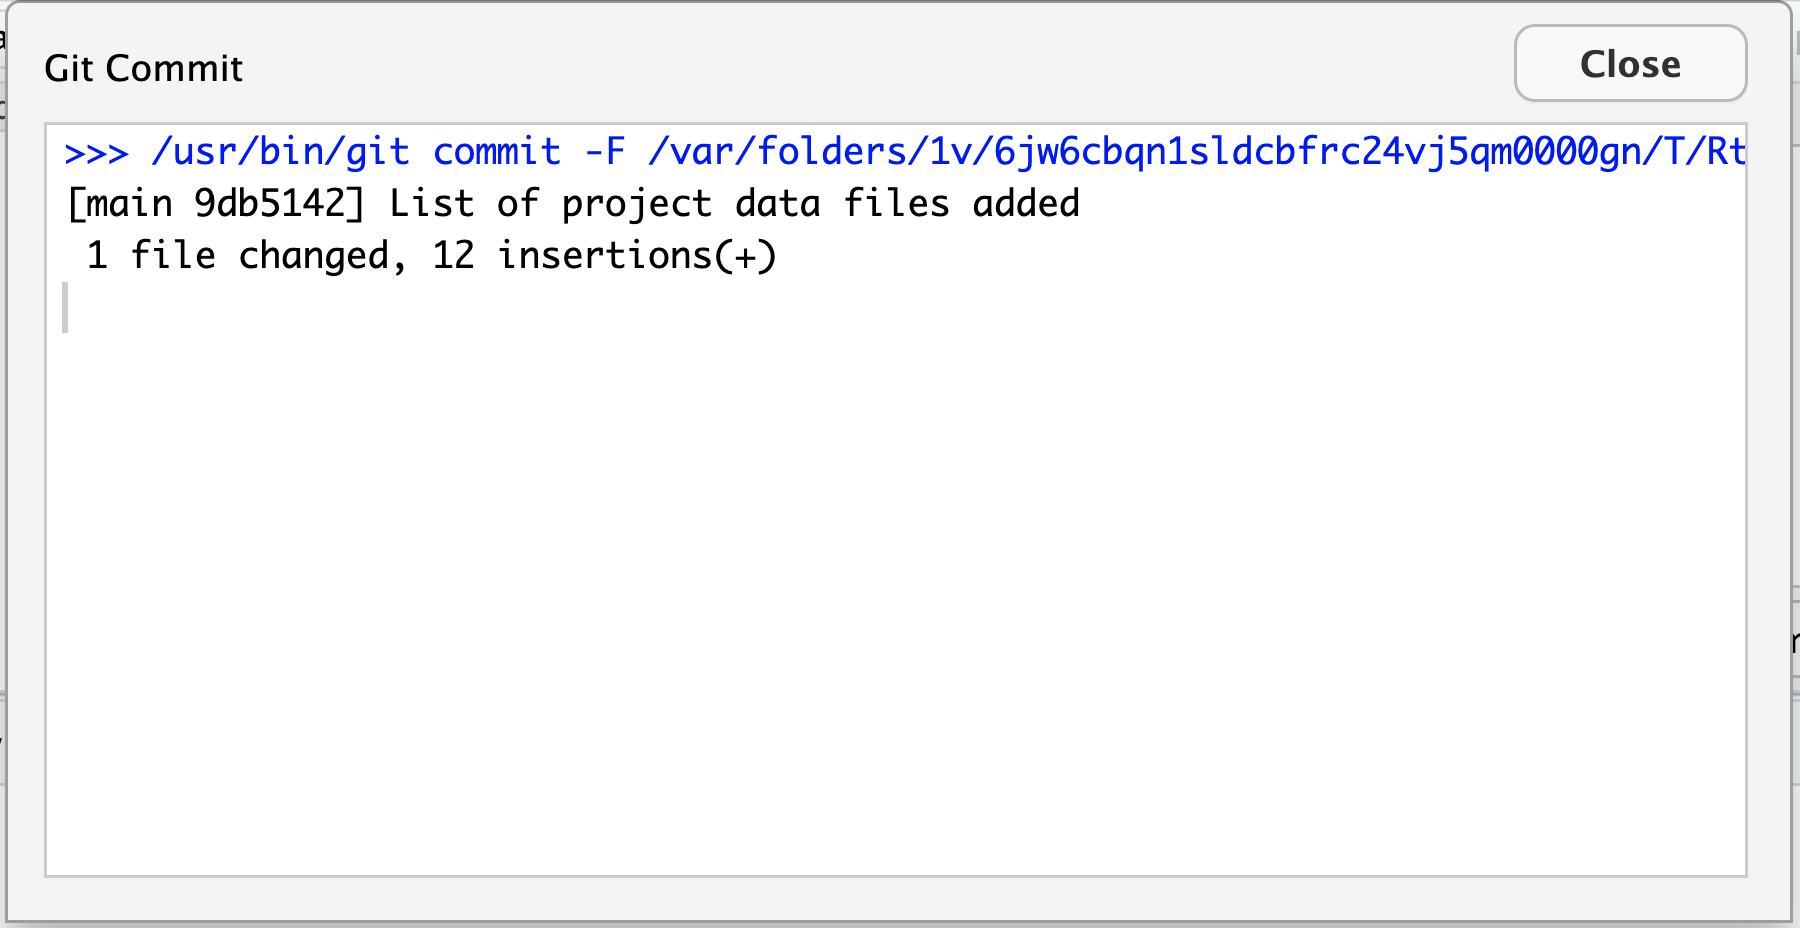 Git Commit
Close
>>> /usr/bin/git commit -F /var/folders/1v/6jw6cbqn1sldcbfrc24vj5qm0000gn/T/Rt
[main 9db5142] List of project data files added
 1 file changed, 12 insertions(+)